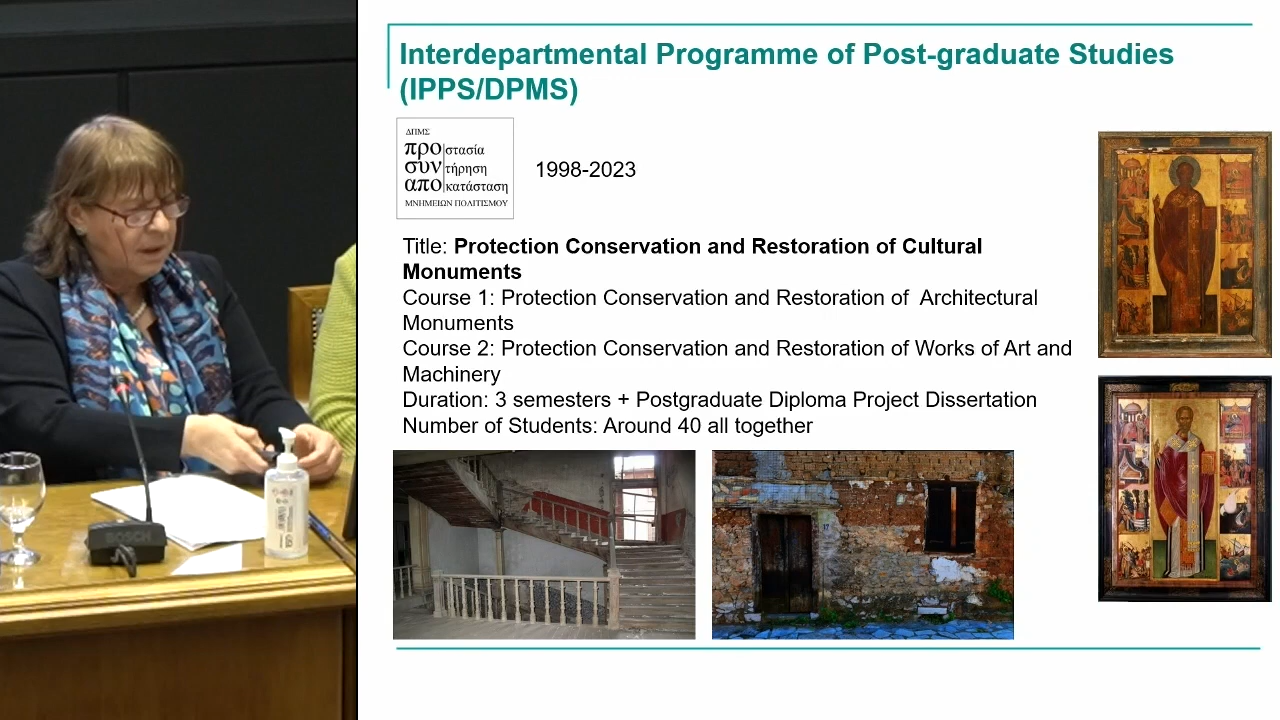 Interdepartmental Programme of Post-graduate Studies
(IPPS/DPMS)
ΔΠΜΣ
προ|στασία
συν|τήρηση
απο|κατάσταση
ΜΝΗΜΕΙΩΝ ΠΟΛΙΤΙΣΜΟΥ
1998-2023
Title: Protection Conservation and Restoration of Cultural
Monuments
Course 1: Protection Conservation and Restoration of Architectural
Monuments
Course 2: Protection Conservation and Restoration of Works of Art and
Machinery
Duration: 3 semesters + Postgraduate Diploma Project Dissertation
Number of Students: Around 40 all together
BOSCH